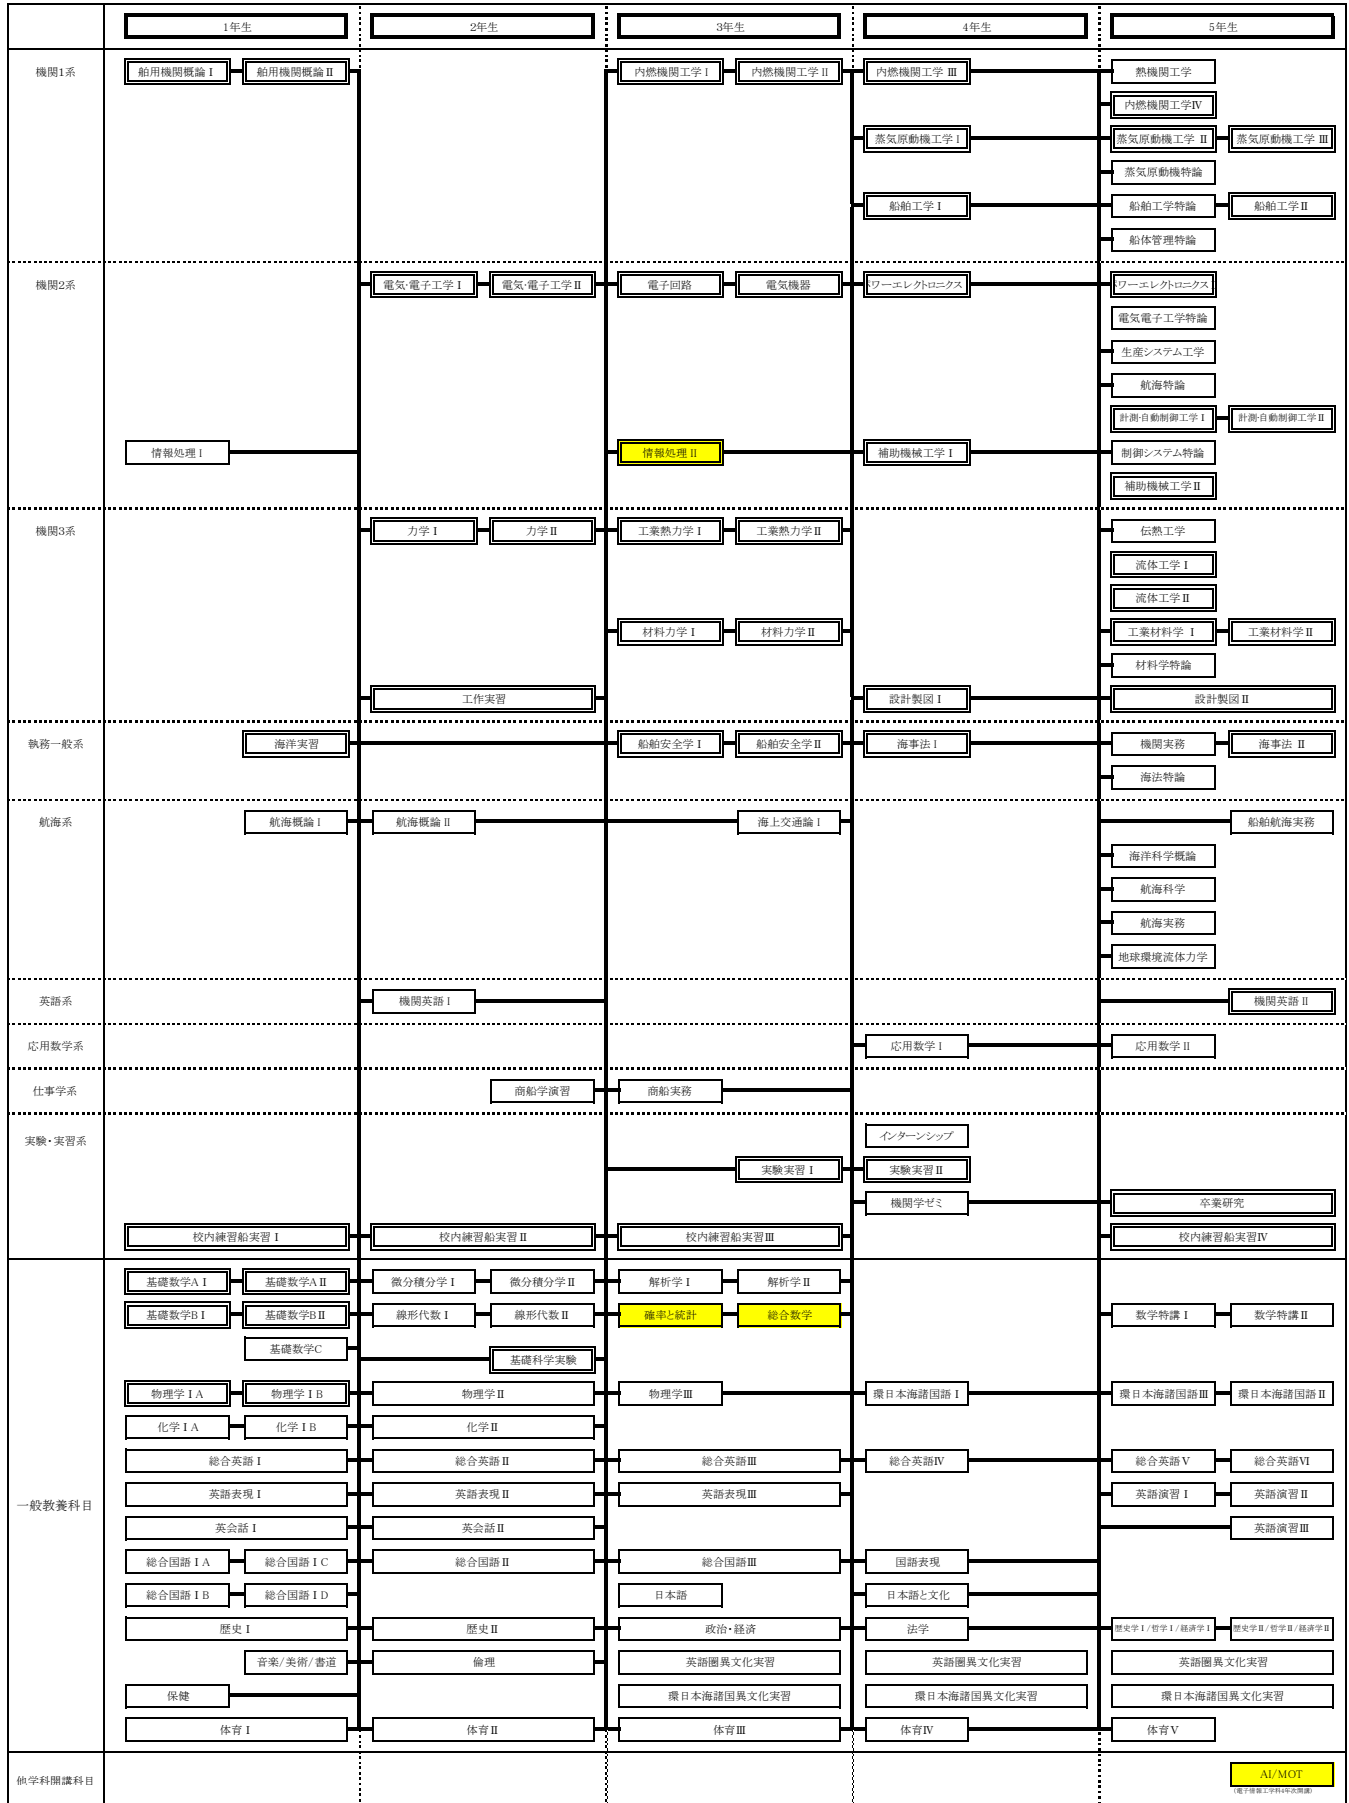 1年生 2年生 3年生 4年生 5年生
機関1系 舶用機関概論Ⅰ 舶用機関概論Ⅱ 内燃機関工学Ⅰ 内燃機関工学Ⅱ 内燃機関工学 Ⅲ 熱機関工学
内燃機関工学Ⅳ
蒸気原動機工学Ⅰ 蒸気原動機工学 Ⅱ 蒸気原動機工学 Ⅲ
蒸気原動機特論
船舶工学Ⅰ 船舶工学特論 船舶工学Ⅱ
船体管理特論
機関2系 電気・電子工学Ⅰ 電気・電子工学Ⅱ 電子回路 電気機器 ワーエレクトロニクス ワーエレクトロニクス
電気電子工学特論
生産システム工学
航海特論
計測・自動制御工学Ⅰ 計測・自動制御工学Ⅱ
情報処理Ⅰ 情報処理Ⅱ 補助機械工学Ⅰ 制御システム特論
補助機械工学Ⅱ
機関3系 力学Ⅰ 力学Ⅱ 工業熱力学Ⅰ 工業熱力学Ⅱ 伝熱工学
流体工学Ⅰ
流体工学Ⅱ
材料力学Ⅰ 材料力学Ⅱ 工業材料学 Ⅰ 工業材料学Ⅱ
材料学特論
工作実習 設計製図Ⅰ 設計製図Ⅱ
執務一般系 海洋実習 船舶安全学Ⅰ 船舶安全学Ⅱ 海事法Ⅰ 機関実務 海事法 Ⅱ
海法特論
航海系 航海概論Ⅰ 航海概論Ⅱ 海上交通論Ⅰ 船舶航海実務
海洋科学概論
航海科学
航海実務
地球環境流体力学
英語系 機関英語Ⅰ 機関英語Ⅱ
応用数学系 応用数学Ⅰ 応用数学Ⅱ
仕事学系 商船学演習 商船実務
実験・実習系 インターンシップ
実験実習Ⅰ 実験実習Ⅱ
機関学ゼミ 卒業研究
校内練習船実習Ⅰ 校内練習船実習Ⅱ 校内練習船実習Ⅲ 校内練習船実習Ⅳ
基礎数学AⅠ 基礎数学AⅡ 微分積分学Ⅰ 微分積分学Ⅱ 解析学Ⅰ 解析学Ⅱ
基礎数学BⅠ 基礎数学BⅡ 線形代数Ⅰ 線形代数Ⅱ 確率と統計 総合数学 数学特講Ⅰ 数学特講Ⅱ
基礎数学C
基礎科学実験
物理学ⅠA 物理学ⅠB 物理学Ⅱ 物理学Ⅲ 環日本海諸国語Ⅰ 環日本海諸国語Ⅲ 環日本海諸国語Ⅱ
化学ⅠA 化学ⅠB 化学Ⅱ
総合英語Ⅰ 総合英語Ⅱ 総合英語Ⅲ 総合英語Ⅳ 総合英語Ⅴ 総合英語Ⅵ
一般教養科目 英語表現Ⅰ 英語表現Ⅱ 英語表現Ⅲ 英語演習Ⅰ 英語演習Ⅱ
英会話Ⅰ 英会話Ⅱ 英語演習Ⅲ
総合国語ⅠA 総合国語ⅠC 総合国語Ⅱ 総合国語Ⅲ 国語表現
総合国語ⅠB 総合国語ⅠD 日本語 日本語と文化
歴史Ⅰ 歴史Ⅱ 政治・経済 法学 歴史学Ⅰ/哲学Ⅰ/経済学Ⅰ 歴史学Ⅱ/哲学Ⅱ/経済学Ⅱ
音楽/美術/書道 倫理 英語圏異文化実習 英語圏異文化実習 英語圏異文化実習
保健 環日本海諸国異文化実習 環日本海諸国異文化実習 環日本海諸国異文化実習
体育Ⅰ 体育Ⅱ 体育Ⅲ 体育Ⅳ 体育Ⅴ
他学科開講科目 AI/MOT
(電子情報工学科4年次開講)